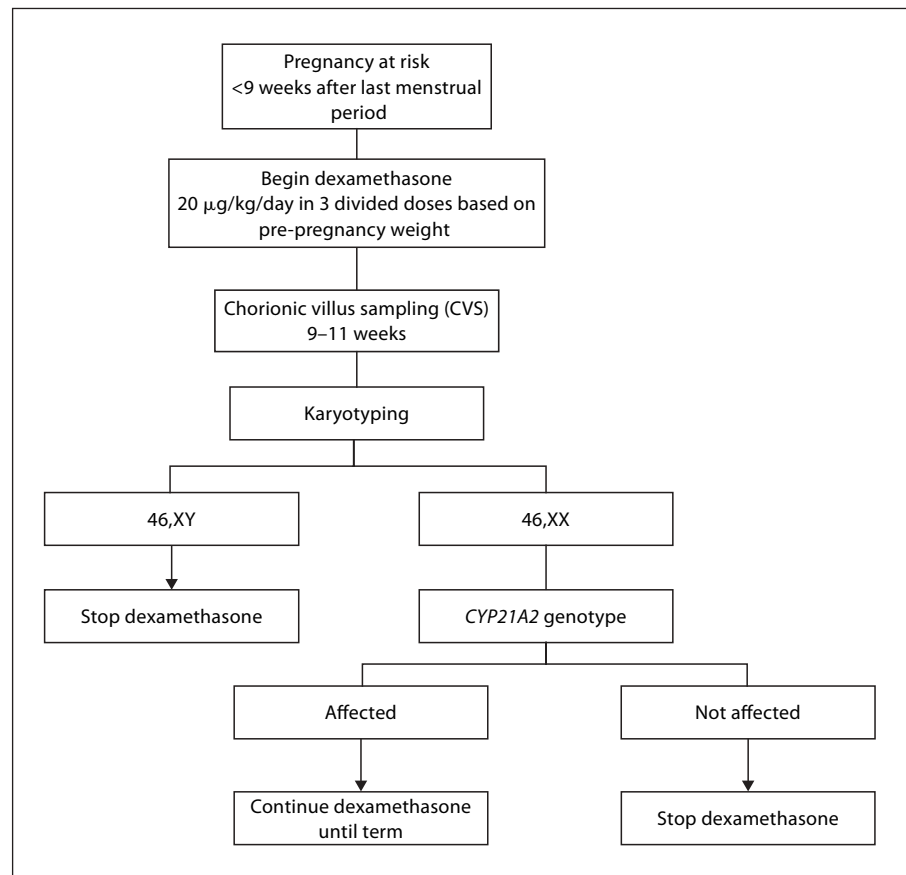 Pregnancy at risk
<9 weeks after last menstrual
period
Begin dexamethasone
20 μg/kg/day in 3 divided doses based on
pre-pregnancy weight
Chorionic villus sampling (CVS)
9–11 weeks
Karyotyping
46,XY
46,XX
Stop dexamethasone
CYP21A2 genotype
Affected
Not affected
Continue dexamethasone
until term
Stop dexamethasone